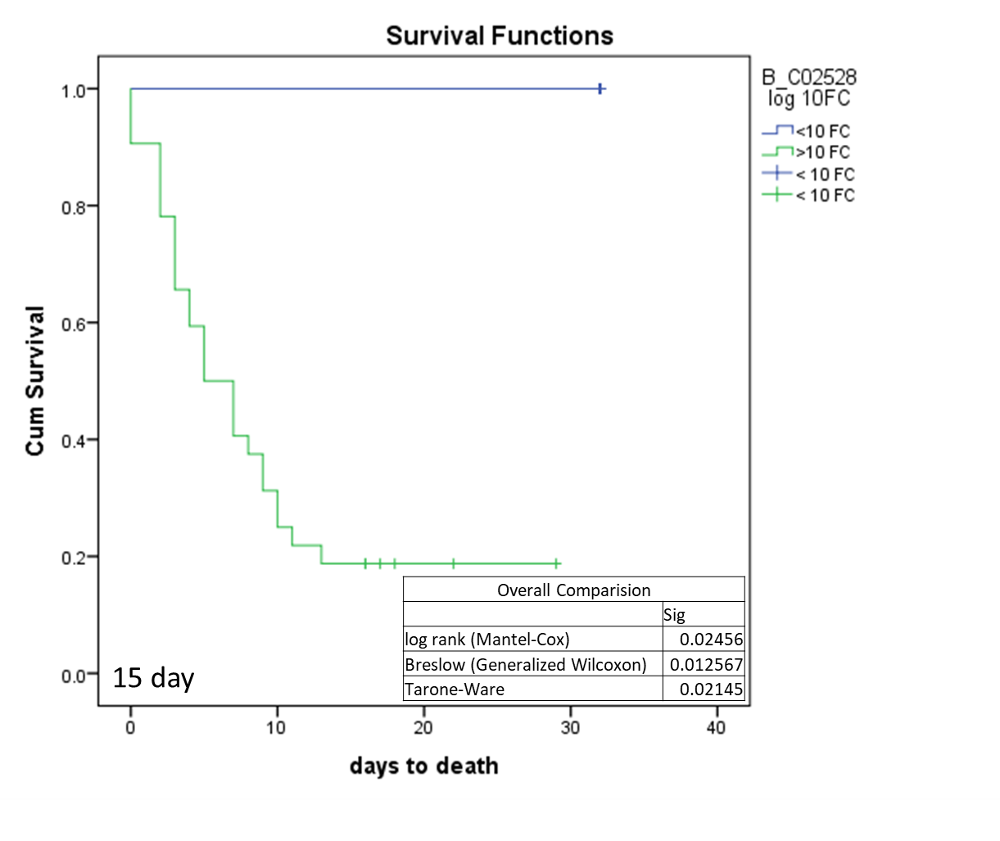 Survival Functions
B_C02528
log 10FC
<10 FC
>10 FC
< 10 FC
< 10 FC
Cum Survival
1.0
0.8
0.6
0.4
0.2
0.0
15 day
Overall Comparision
Sig
log rank (Mantel-Cox) 0.02456
Breslow (Generalized Wilcoxon) 0.012567
Tarone-Ware 0.02145
0 10 20 30 40
days to death